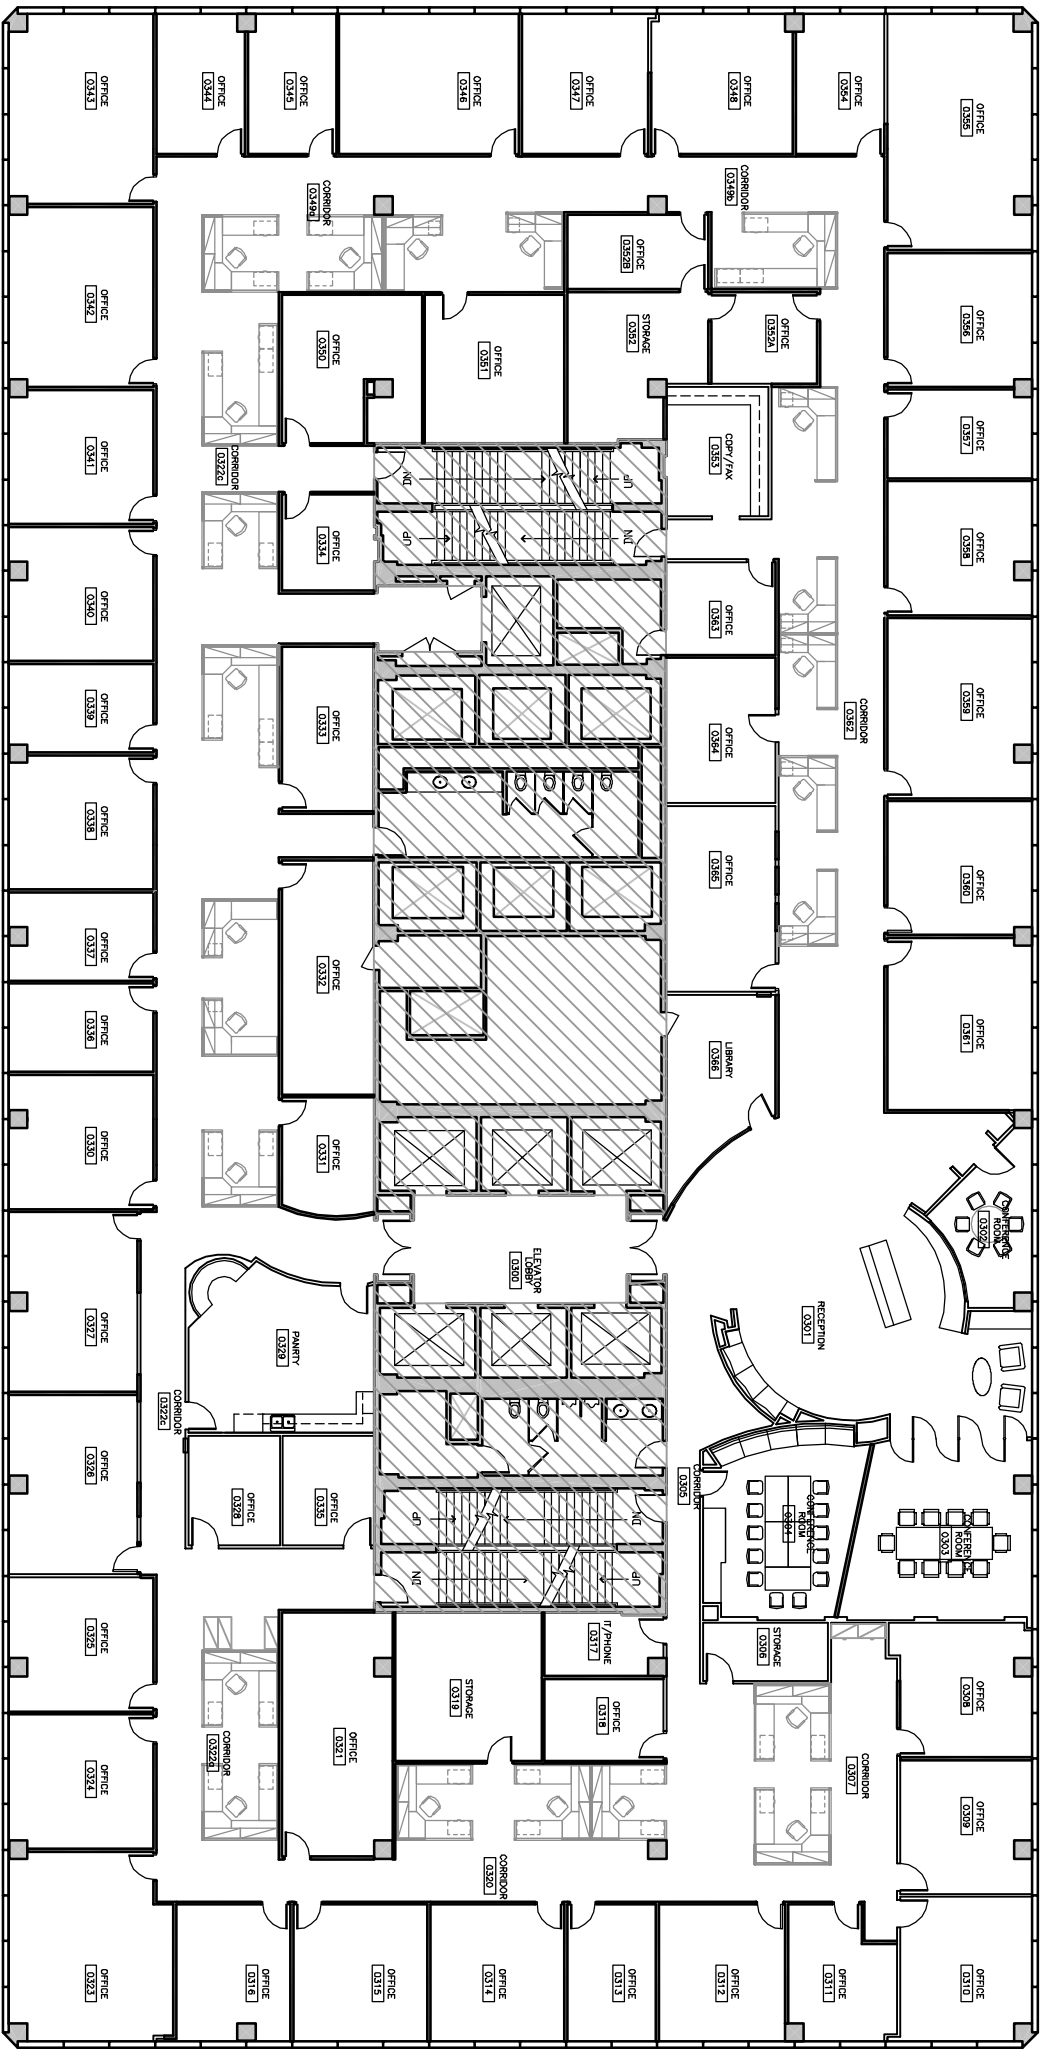 OFFICE
0343
OFFICE
0344
OFFICE
0345
OFFICE
0346
OFFICE
0347
OFFICE
0348
OFFICE
0354
OFFICE
0355
CORRIDOR
0349a
CORRIDOR
0349b
OFFICE
0342
OFFICE
0352B
OFFICE
0350
OFFICE
0351
STORAGE
0352
OFFICE
0352A
OFFICE
0356
OFFICE
0341
CORRIDOR
0322c
COPY/FAX
0353
OFFICE
0357
DN
UP
UP
DN
OFFICE
0334
OFFICE
0358
OFFICE
0340
OFFICE
0363
OFFICE
0339
OFFICE
0333
OFFICE
0364
CORRIDOR
0362
OFFICE
0359
OFFICE
0338
OFFICE
0365
OFFICE
0360
OFFICE
0337
OFFICE
0332
OFFICE
0336
LIBRARY
0366
OFFICE
0361
OFFICE
0330
OFFICE
0331
CONFERENCE
ROOM
0302
ELEVATOR
LOBBY
0300
OFFICE
0327
PANRTY
0329
RECEPTION
0301
CORRIDOR
0322c
OFFICE
0326
OFFICE
0328
OFFICE
0335
CORRIDOR
0305
CONFERENCE
ROOM
0304
CONFERENCE
ROOM
0303
UP
DN
DN
UP
OFFICE
0325
IT/PHONE
0317
STORAGE
0306
OFFICE
0308
STORAGE
0319
OFFICE
0318
OFFICE
0324
CORRIDOR
0322a
OFFICE
0321
CORRIDOR
0307
OFFICE
0309
CORRIDOR
0320
OFFICE
0323
OFFICE
0316
OFFICE
0315
OFFICE
0314
OFFICE
0313
OFFICE
0312
OFFICE
0311
OFFICE
0310